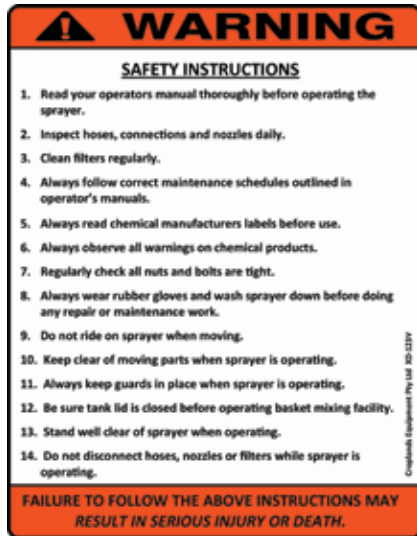 WARNING
SAFETY INSTRUCTIONS
1. Read your operators manual thoroughly before operating the
sprayer.
2. Inspect hoses, connections and nozzles daily.
3. Clean filters regularly.
4. Always follow correct maintenance schedules outlined in
operator's manuals.
5. Always read chemical manufacturers labels before use.
6. Always observe all warnings on chemical products.
7. Regularly check all nuts and bolts are tight.
8. Always wear rubber gloves and wash sprayer down before doing
any repair or maintenance work.
9. Do not ride on sprayer when moving.
10. Keep clear of moving parts when sprayer is operating.
11. Always keep guards in place when sprayer is operating.
12. Be sure tank lid is closed before operating basket mixing facility.
13. Stand well clear of sprayer when operating.
14. Do not disconnect hoses, nozzles or filters while sprayer is
operating.
Croplands Equipment Pty Ltd
FAILURE TO FOLLOW THE ABOVE INSTRUCTIONS MAY
RESULT IN SERIOUS INJURY OR DEATH.